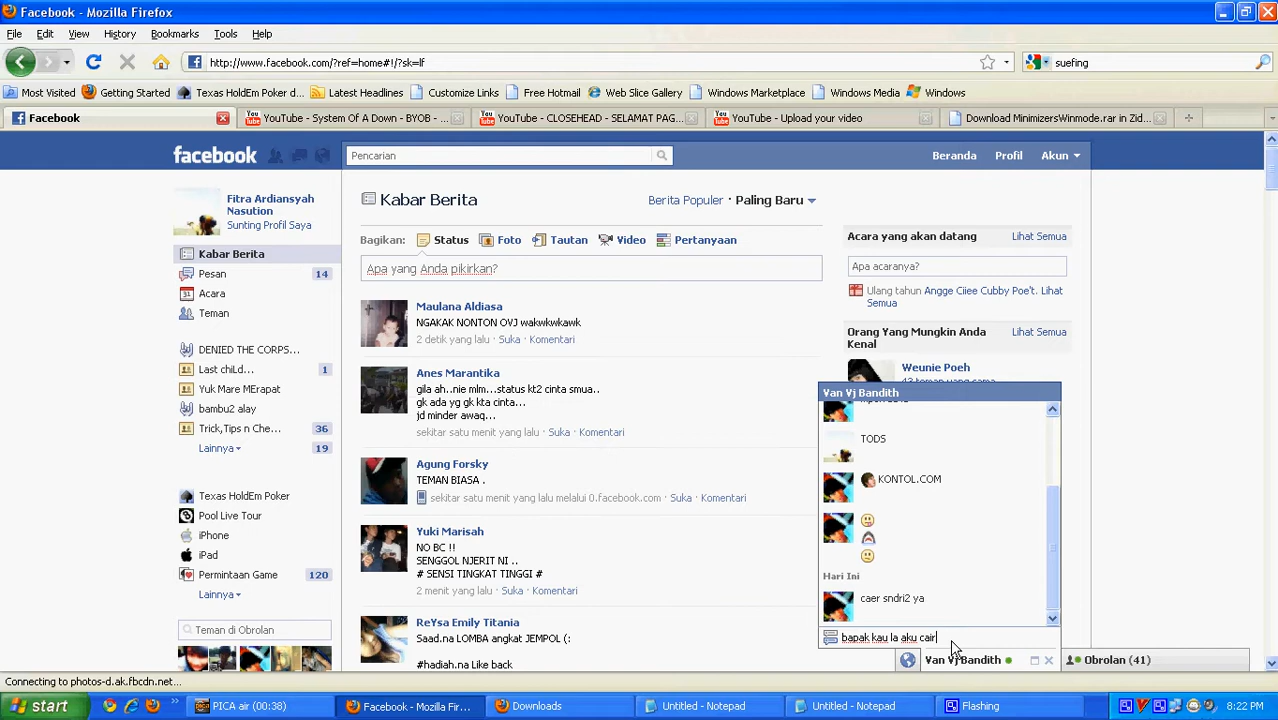 Facebook - Mozilla Firefox
File Edit View History Bookmarks Tools Help
http://www.facebook.com/?ref=home#!/?sk=lf
suefing
Most Visited Getting Started Texas HoldEm Poker d... Latest Headlines Customize Links Free Hotmail Web Slice Gallery Windows Marketplace Windows Media Windows
Facebook YouTube - System Of A Down - BYOB - ... YouTube - CLOSEHEAD - SELAMAT PAG... YouTube - Upload your video Download MinimizersWinmode.rar in Zid...
facebook Pencarian Beranda Profil Akun
Fitra Ardiansyah Nasution
Sunting Profil Saya
Kabar Berita
Pesan 14
Acara
Teman
DENIED THE CORPS...
Last chiLd... 1
Yuk Mare MErapat
bambu2 alay
Trick,Tips n Che... 36
Lainnya 19
Texas HoldEm Poker
Pool Live Tour
iPhone
iPad
Permintaan Game 120
Lainnya
Teman di Obrolan
Kabar Berita Berita Populer · Paling Baru
Bagikan: Status Foto Tautan Video Pertanyaan
Apa yang Anda pikirkan?
Maulana Aldiasa
NGAKAK NONTON OVJ wakwkwkawk
2 detik yang lalu · Suka · Komentari
Anes Marantika
gila ah..nie mlm...status kt2 cinta smua..
gk ada yg gk kta cinta...
jd minder awaq...
sekitar satu menit yang lalu · Suka · Komentari
Agung Forsky
TEMAN BIASA .
sekitar satu menit yang lalu melalui 0.facebook.com · Suka · Komentari
Yuki Marisah
NO BC !!
SENGGOL NJERIT NI ..
# SENSI TINGKAT TINGGI #
2 menit yang lalu · Suka · Komentari
ReYsa Emily Titania
Saad.na LOMBA angkat JEMPOL (:
#hadiah.na Like back
Acara yang akan datang Lihat Semua
Apa acaranya?
Ulang tahun Angge Ciiee Cubby Poe't. Lihat
Semua
Orang Yang Mungkin Anda Kenal Lihat Semua
Weunie Poeh
Van Vj Bandith
TODS
KONTOL.COM
Hari Ini
caer sndri2 ya
bapak kau la aku cair
Van Vj Bandith
Obrolan (41)
Connecting to photos-d.ak.fbcdn.net...
start PICA air (00:38) Facebook - Mozilla Fir... Downloads Untitled - Notepad Untitled - Notepad Flashing 8:22 PM